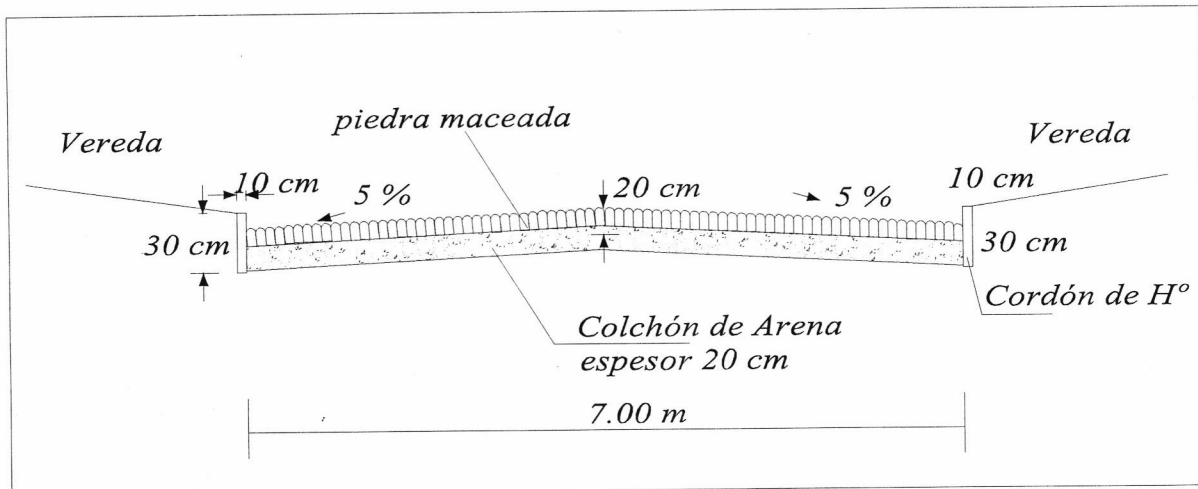 Vereda
piedra maceada
Vereda
10 cm
5 %
20 cm
5 %
10 cm
30 cm
30 cm
Cordón de Hº
Colchón de Arena
espesor 20 cm
7.00 m